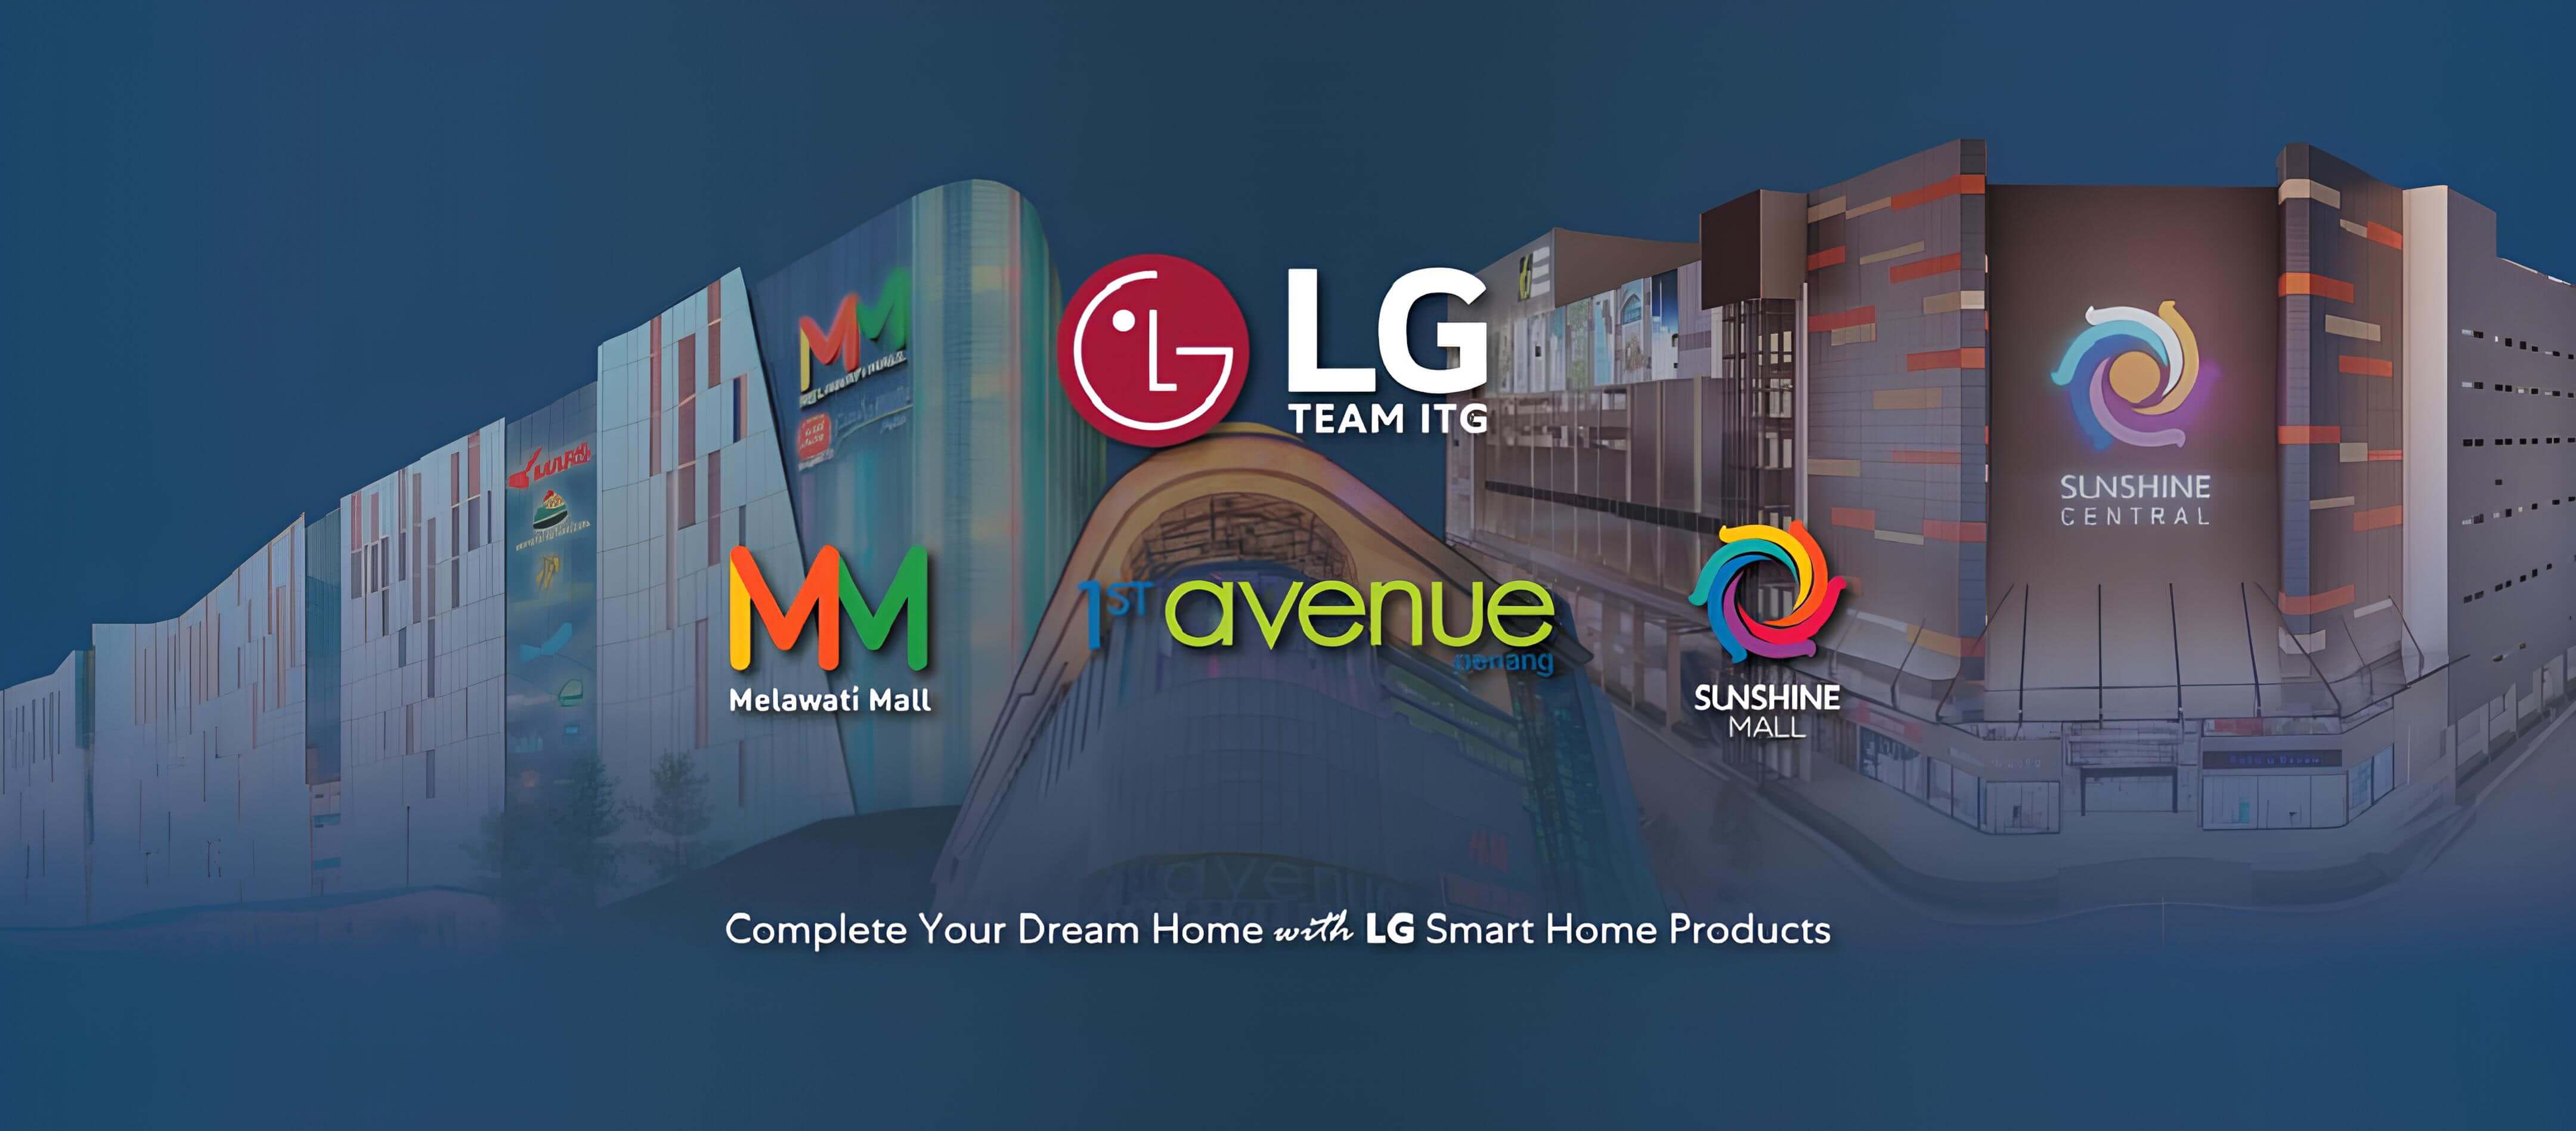 LG
TEAM ITG
SUNSHINE
CENTRAL
MM
Melawati Mall
1ST avenue
penang
SUNSHINE
MALL
Complete Your Dream Home with LG Smart Home Products